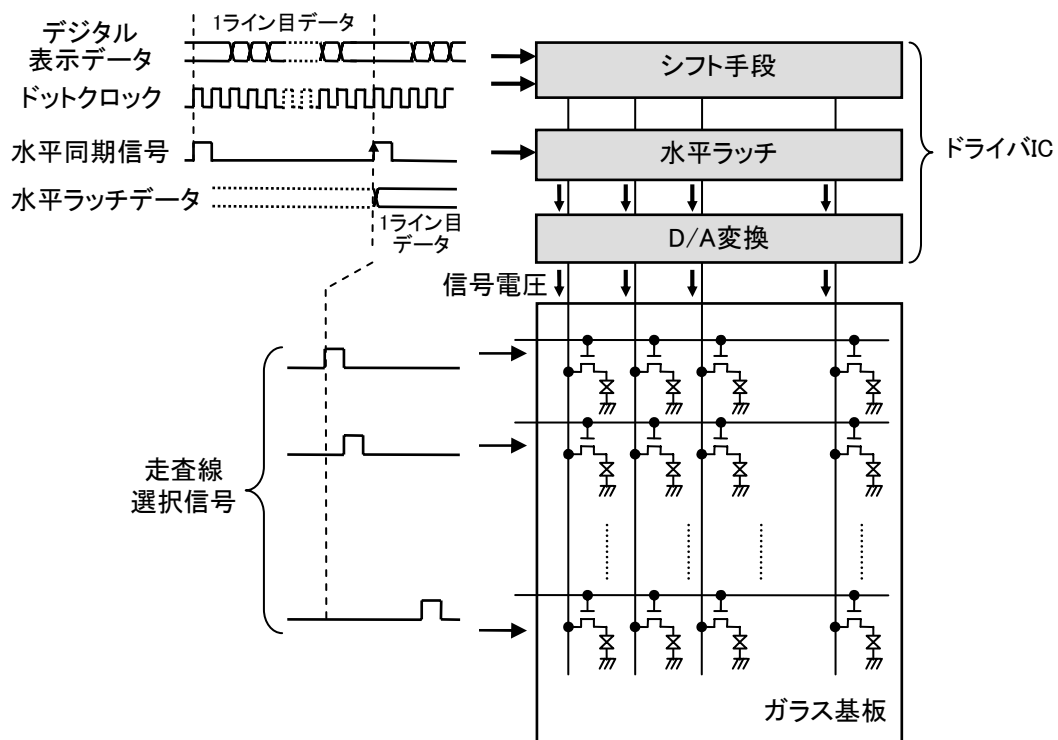 デジタル
表示データ
1ライン目データ
ドットクロック
水平同期信号
水平ラッチデータ
1ライン目
データ
シフト手段
水平ラッチ
D/A変換
ドライバIC
信号電圧
走査線
選択信号
ガラス基板